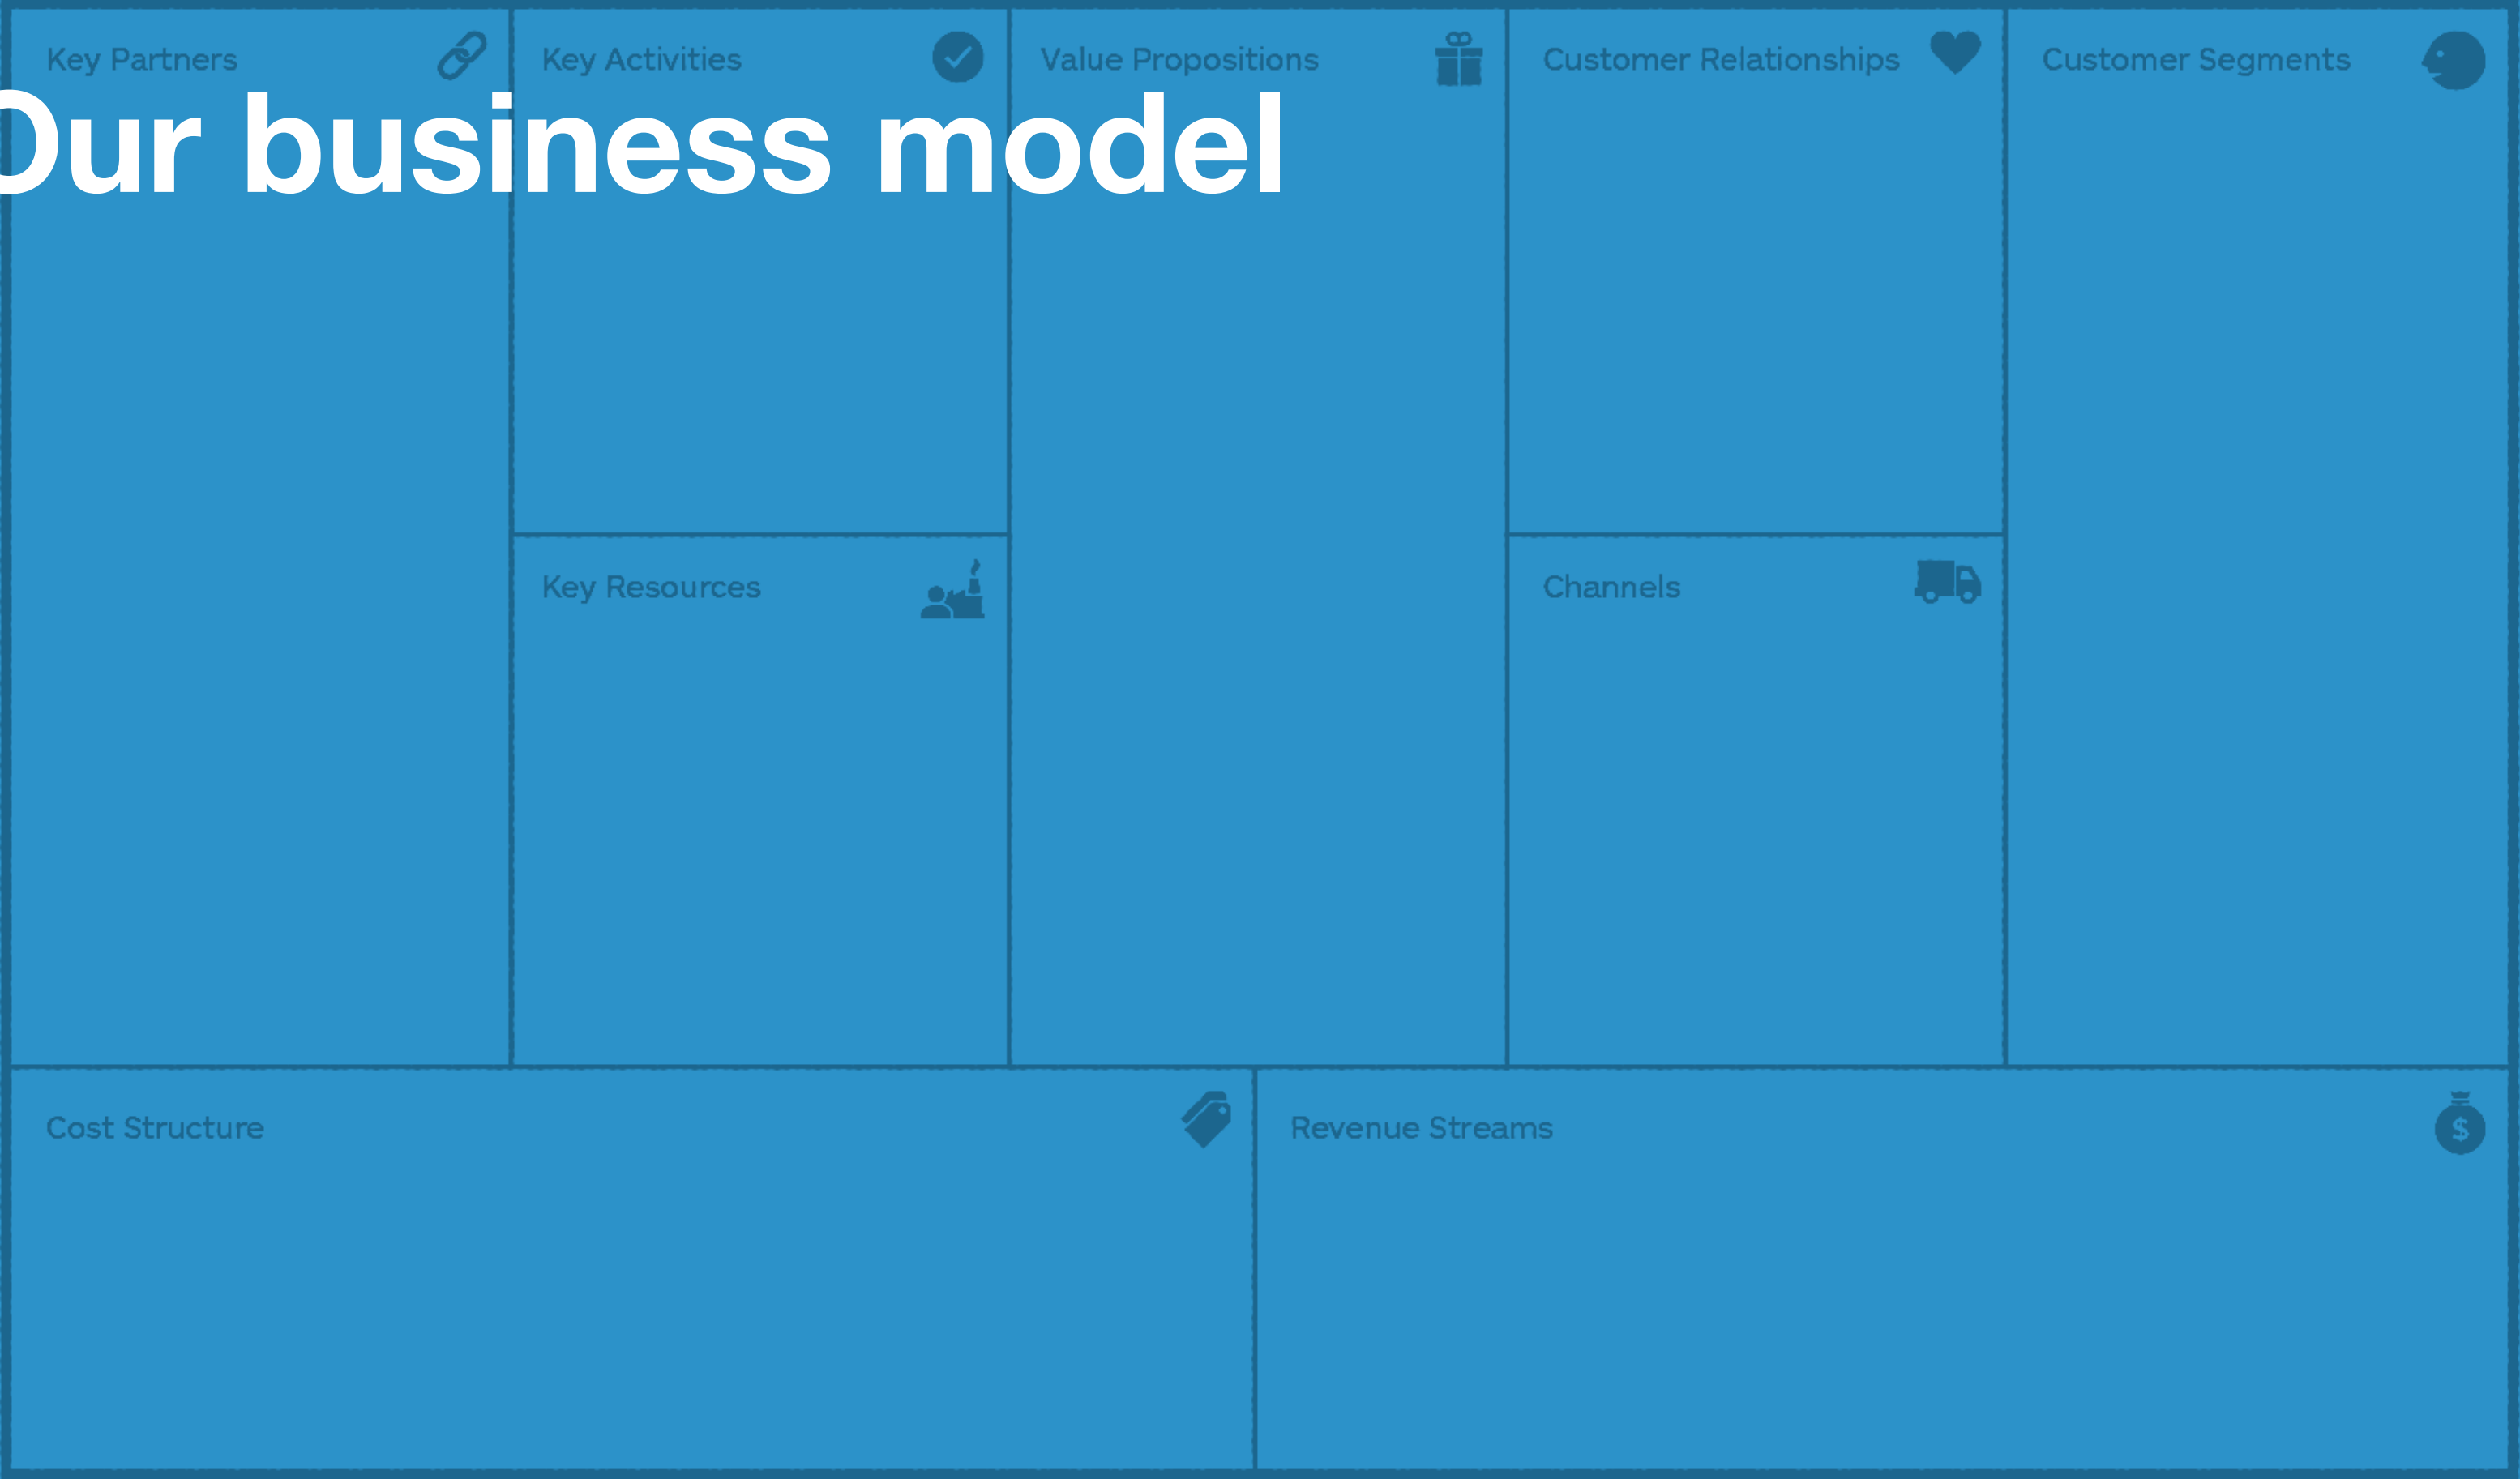 Key Partners
Key Activities
Value Propositions
Customer Relationships
Customer Segments
Our business model
Key Resources
Channels
Cost Structure
Revenue Streams
$